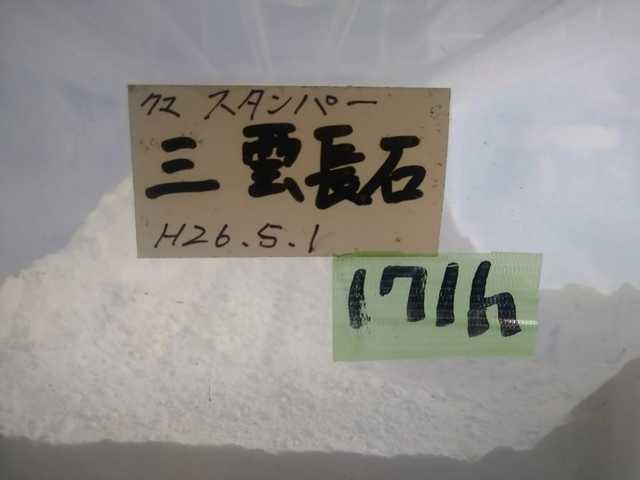 クマ スタンパー
三雲長石
H26.5.1
171h